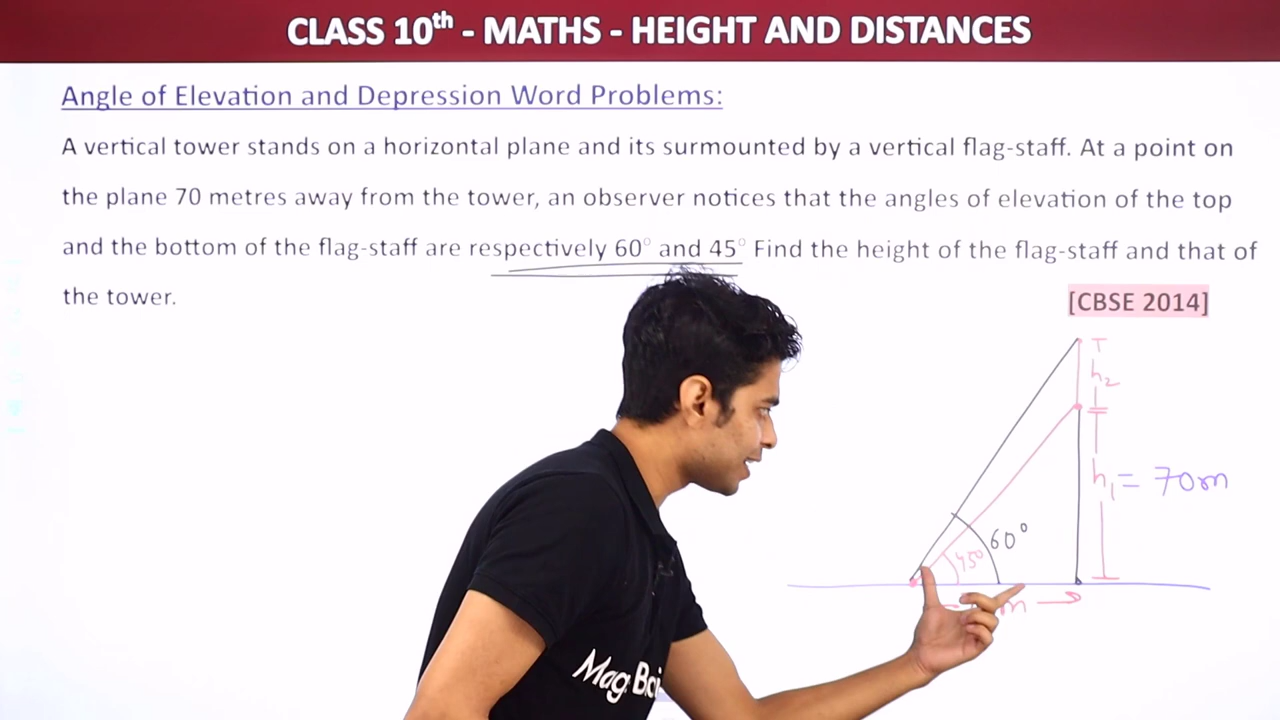 CLASS 10th - MATHS - HEIGHT AND DISTANCES
Angle of Elevation and Depression Word Problems:
A vertical tower stands on a horizontal plane and its surmounted by a vertical flag-staff. At a point on
the plane 70 metres away from the tower, an observer notices that the angles of elevation of the top
and the bottom of the flag-staff are respectively 60° and 45° Find the height of the flag-staff and that of
the tower.
[CBSE 2014]
h₂
h₁ = 70m
60°
45°
m